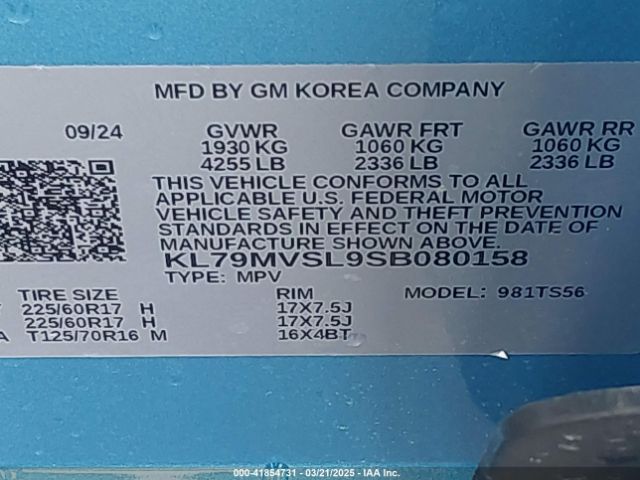 MFD BY GM KOREA COMPANY
09/24 GVWR GAWR FRT GAWR RR
1930 KG 1060 KG 1060 KG
4255 LB 2336 LB 2336 LB
THIS VEHICLE CONFORMS TO ALL
APPLICABLE U.S. FEDERAL MOTOR
VEHICLE SAFETY AND THEFT PREVENTION
STANDARDS IN EFFECT ON THE DATE OF
MANUFACTURE SHOWN ABOVE.
KL79MVSL9SB080158
TYPE: MPV
TIRE SIZE RIM MODEL: 981TS56
225/60R17 H 17X7.5J
225/60R17 H 17X7.5J
A T125/70R16 M 16X4BT
000-41854731 - 03/21/2025 - IAA Inc.